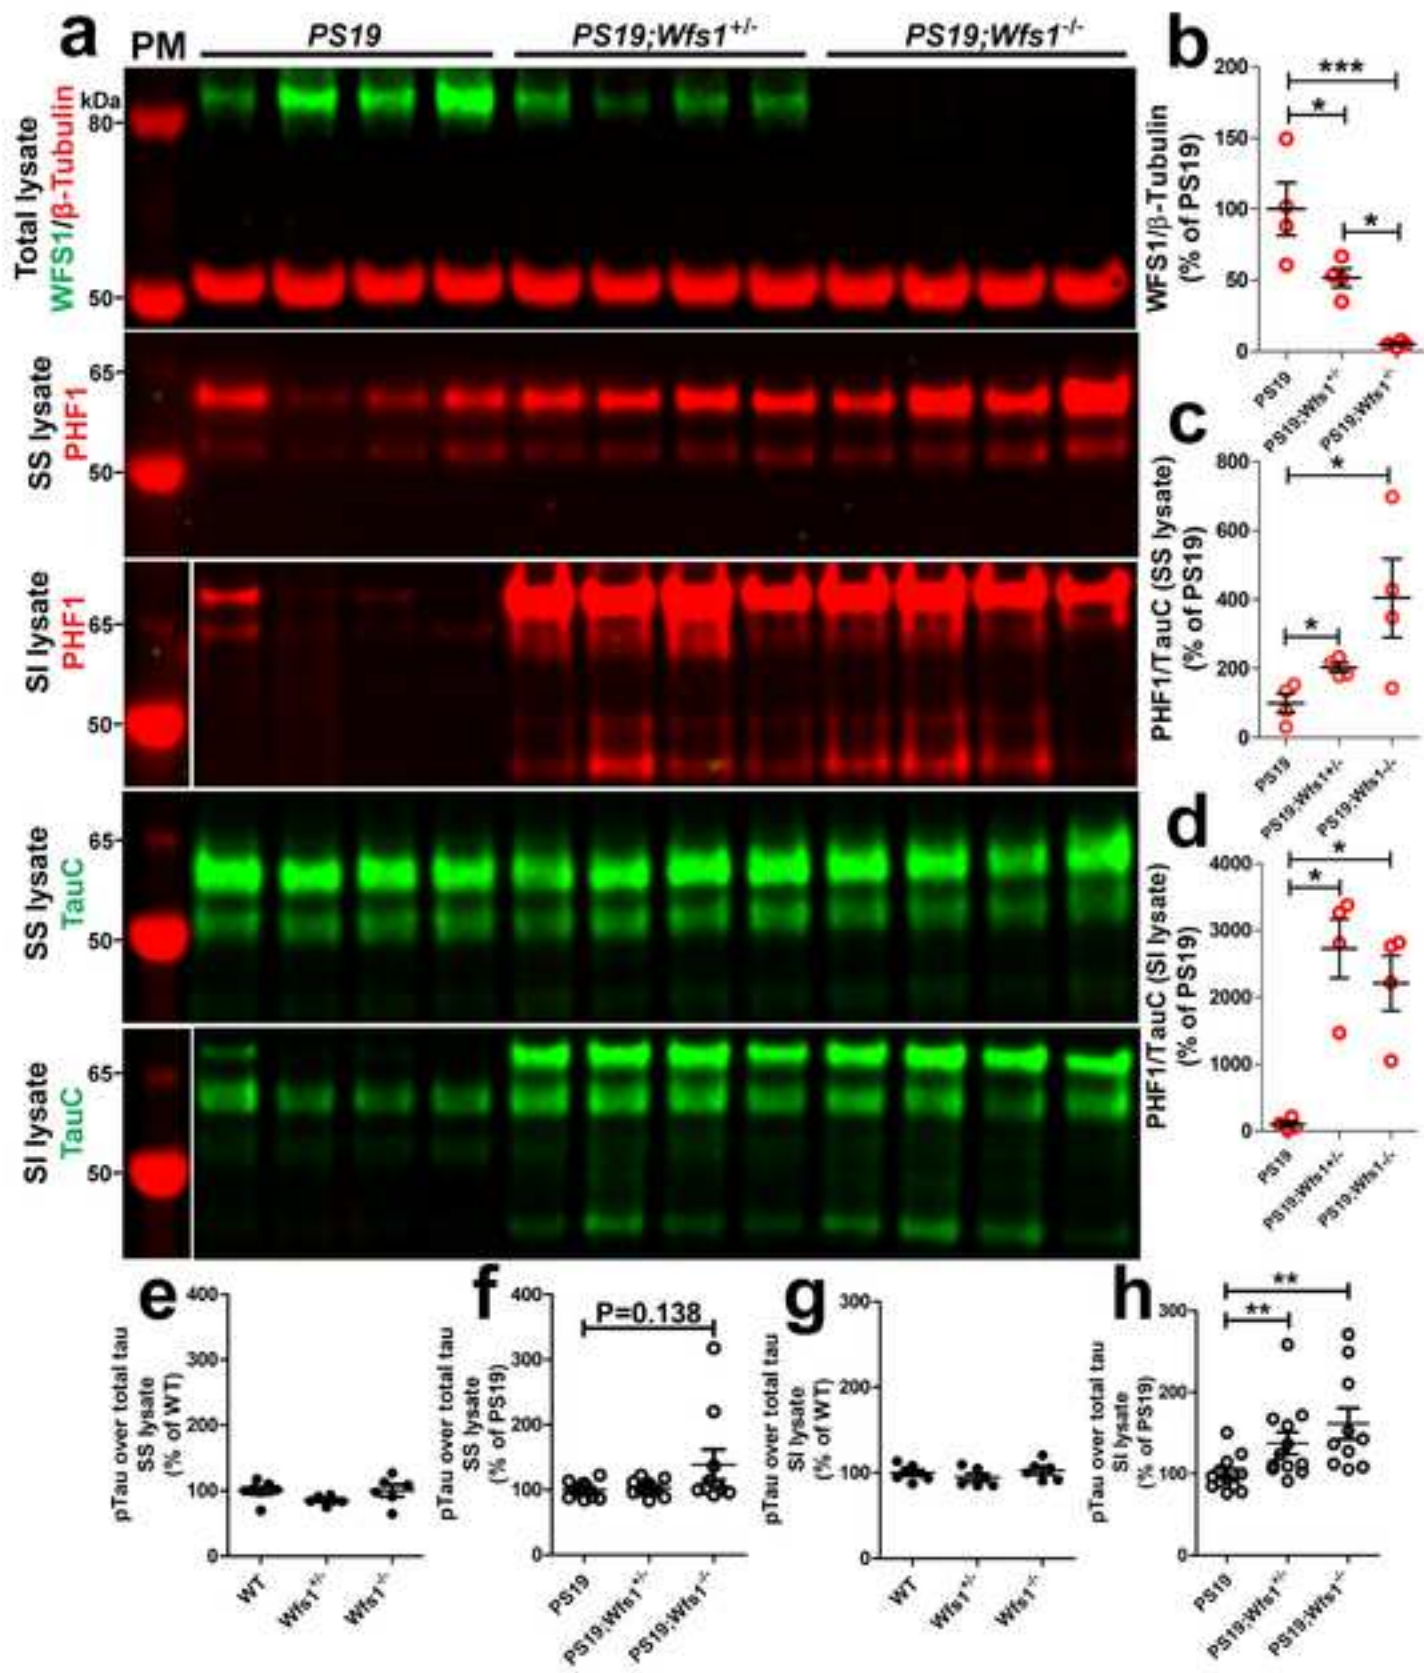 a
PM
PS19
PS19;Wfs1+/-
PS19;Wfs1-/-
Total lysate
WFS1/β-Tubulin
kDa
80
50
SS lysate
PHF1
65
50
SI lysate
PHF1
65
50
SS lysate
TauC
65
50
SI lysate
TauC
65
50
b
WFS1/β-Tubulin
(% of PS19)
200
150
100
50
0
***
*
*
PS19
PS19;Wfs1+/-
PS19;Wfs1-/-
c
PHF1/TauC (SS lysate)
(% of PS19)
800
600
400
200
0
*
*
PS19
PS19;Wfs1+/-
PS19;Wfs1-/-
d
PHF1/TauC (SI lysate)
(% of PS19)
4000
3000
2000
1000
0
*
*
PS19
PS19;Wfs1+/-
PS19;Wfs1-/-
e
pTau over total tau
SS lysate
(% of WT)
400
300
200
100
0
WT
Wfs1+/-
Wfs1-/-
f
pTau over total tau
SS lysate
(% of PS19)
400
300
200
100
0
P=0.138
PS19
PS19;Wfs1+/-
PS19;Wfs1-/-
g
pTau over total tau
SI lysate
(% of WT)
300
200
100
0
WT
Wfs1+/-
Wfs1-/-
h
pTau over total tau
SI lysate
(% of PS19)
300
200
100
0
**
**
PS19
PS19;Wfs1+/-
PS19;Wfs1-/-